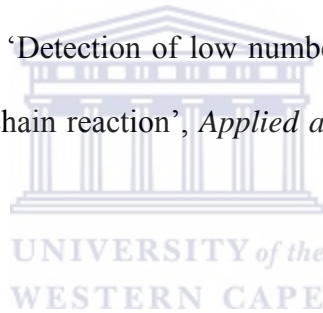 ‘Detection of low numbe
hain reaction’, Applied a
UNIVERSITY of the
WESTERN CAPE